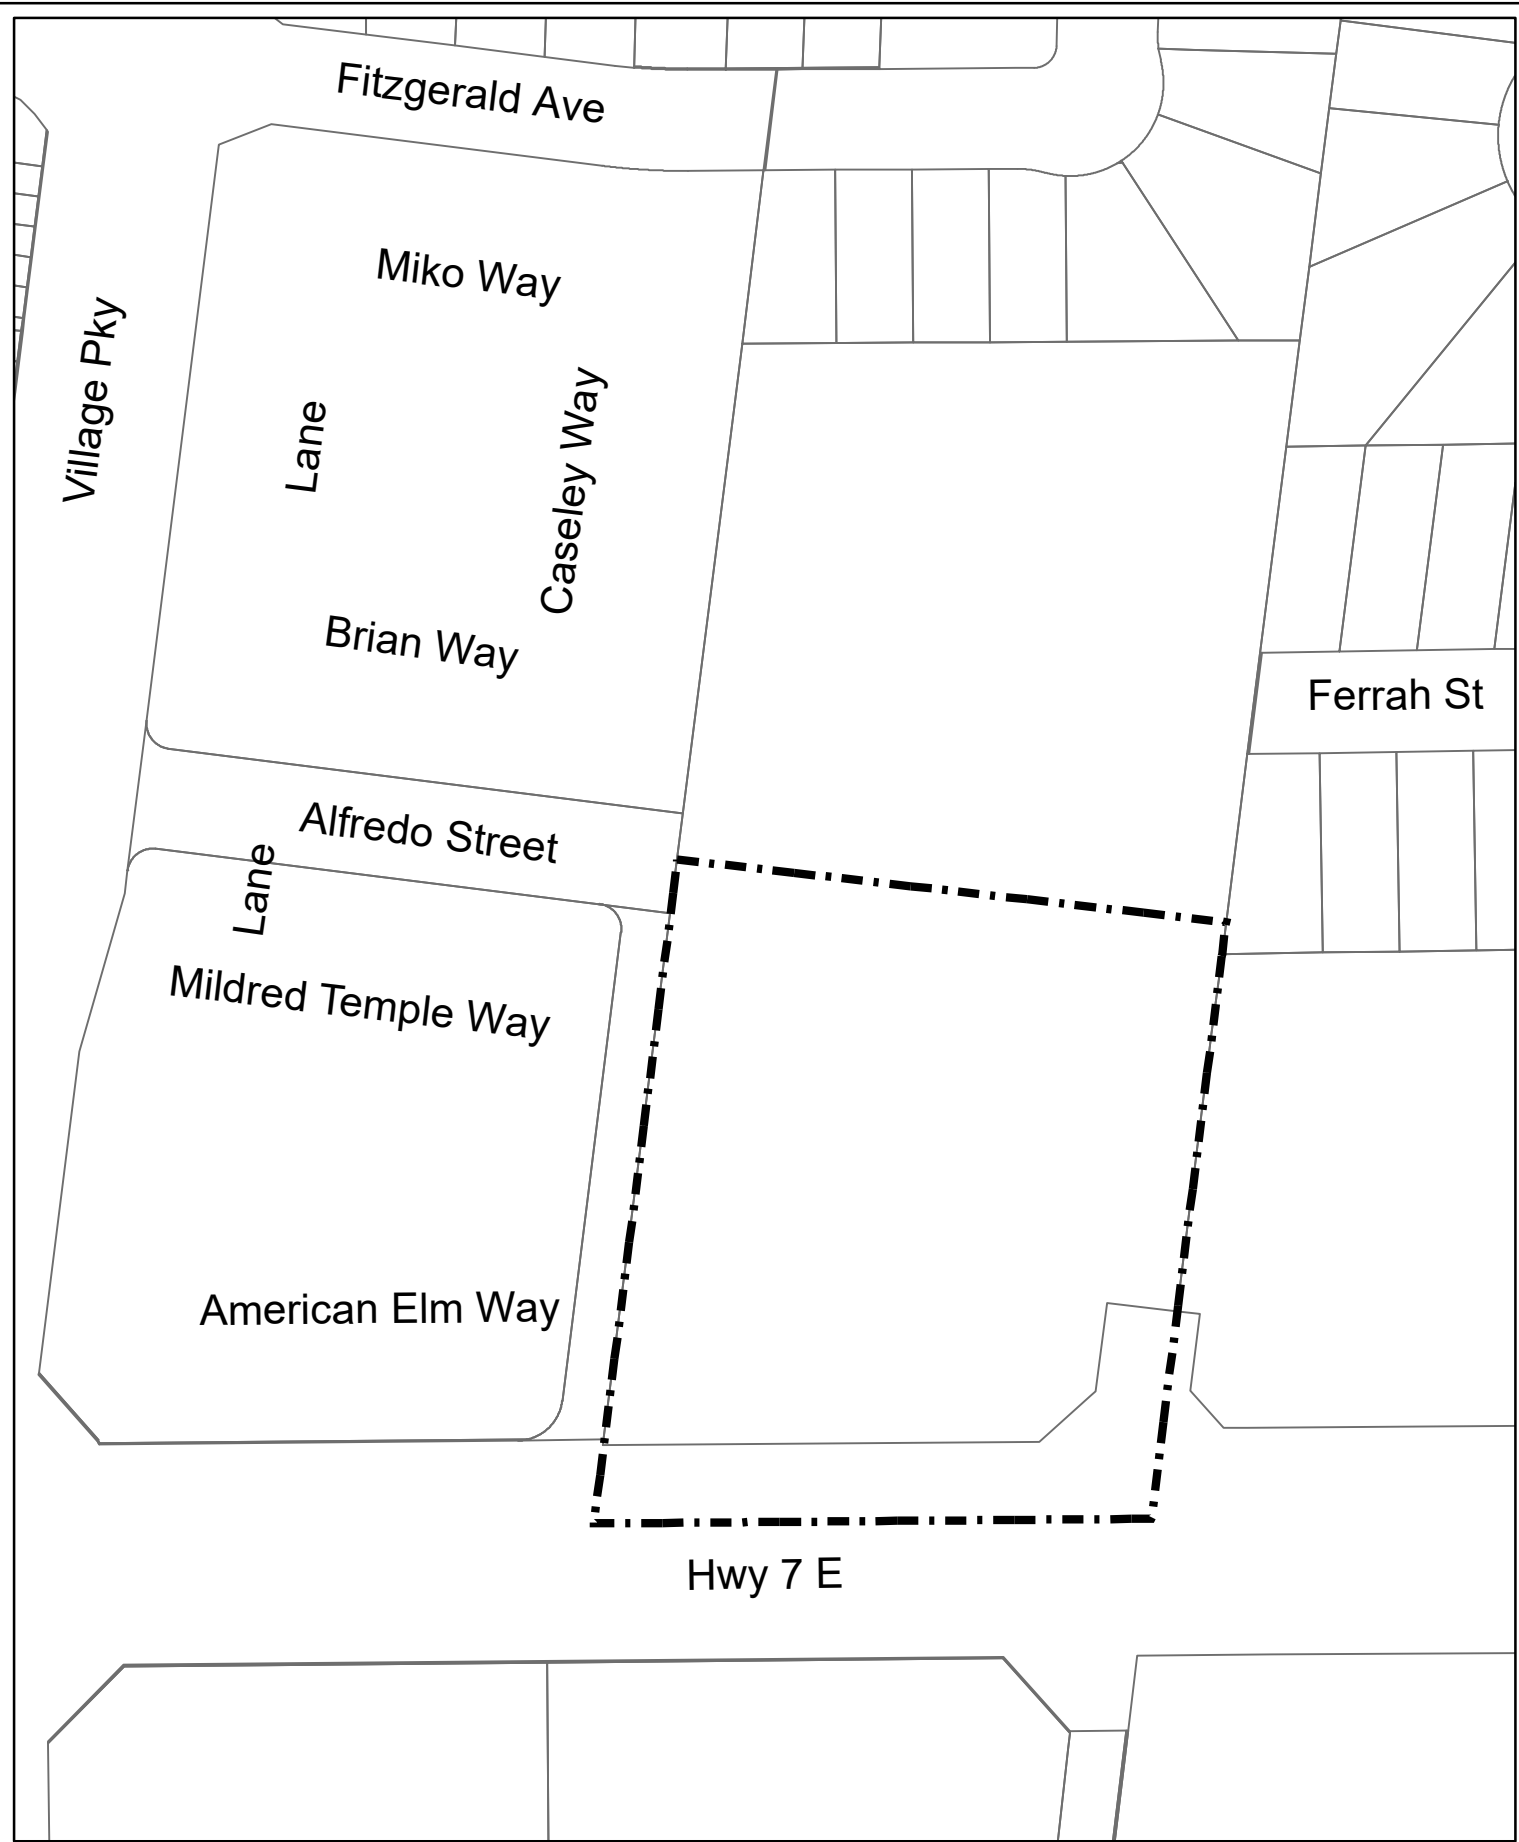 Fitzgerald Ave
Miko Way
Village Pky
Lane
Caseley Way
Brian Way
Ferrah St
Alfredo Street
Lane
Mildred Temple Way
American Elm Way
Hwy 7 E